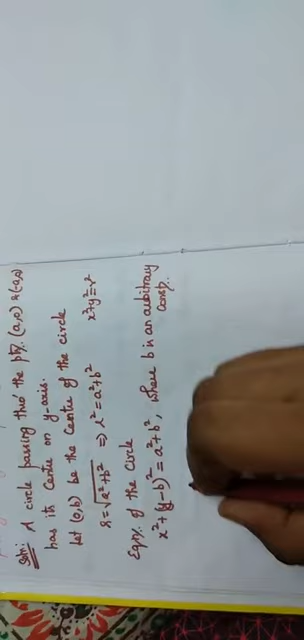 Soln: A circle passing thro' the pts. (a,0) & (-a,0)
has its centre on y-axis.
Let (0,b) be the centre of the circle
r = √a²+b² ⇒ r² = a²+b² x²+y²=r²
Eqn. of the circle
x²+(y-b)² = a²+b², where b is an arbitrary
const.